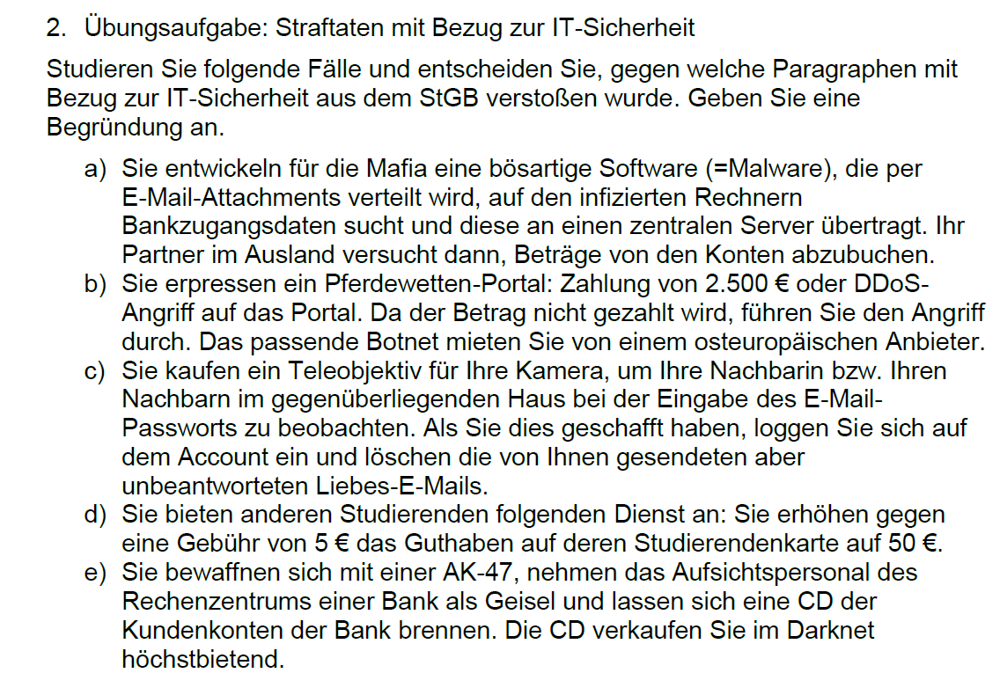 2. Übungsaufgabe: Straftaten mit Bezug zur IT-Sicherheit
Studieren Sie folgende Fälle und entscheiden Sie, gegen welche Paragraphen mit
Bezug zur IT-Sicherheit aus dem StGB verstoßen wurde. Geben Sie eine
Begründung an.
a) Sie entwickeln für die Mafia eine bösartige Software (=Malware), die per
E-Mail-Attachments verteilt wird, auf den infizierten Rechnern
Bankzugangsdaten sucht und diese an einen zentralen Server übertragt. Ihr
Partner im Ausland versucht dann, Beträge von den Konten abzubuchen.
b) Sie erpressen ein Pferdewetten-Portal: Zahlung von 2.500 € oder DDoS-
Angriff auf das Portal. Da der Betrag nicht gezahlt wird, führen Sie den Angriff
durch. Das passende Botnet mieten Sie von einem osteuropäischen Anbieter.
c) Sie kaufen ein Teleobjektiv für Ihre Kamera, um Ihre Nachbarin bzw. Ihren
Nachbarn im gegenüberliegenden Haus bei der Eingabe des E-Mail-
Passworts zu beobachten. Als Sie dies geschafft haben, loggen Sie sich auf
dem Account ein und löschen die von Ihnen gesendeten aber
unbeantworteten Liebes-E-Mails.
d) Sie bieten anderen Studierenden folgenden Dienst an: Sie erhöhen gegen
eine Gebühr von 5 € das Guthaben auf deren Studierendenkarte auf 50 €.
e) Sie bewaffnen sich mit einer AK-47, nehmen das Aufsichtspersonal des
Rechenzentrums einer Bank als Geisel und lassen sich eine CD der
Kundenkonten der Bank brennen. Die CD verkaufen Sie im Darknet
höchstbietend.